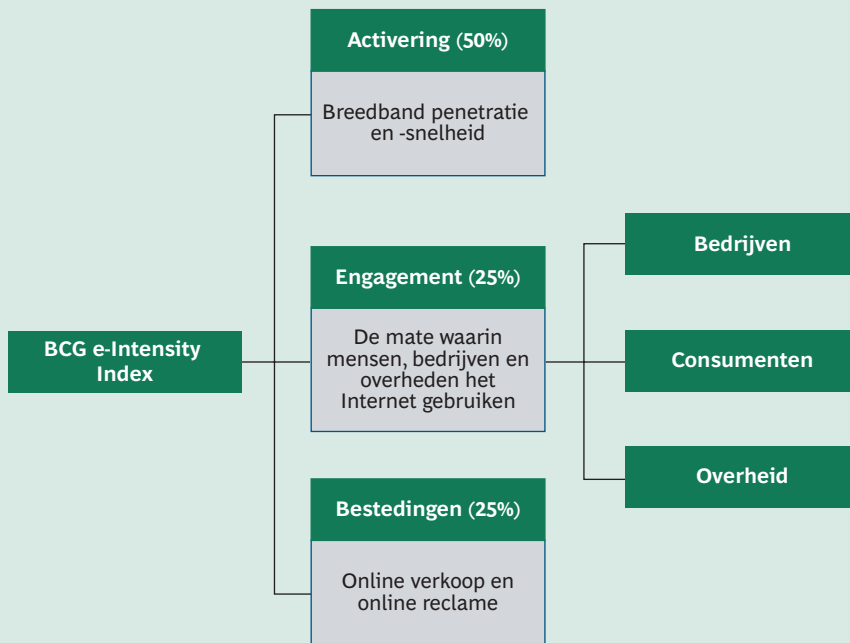 Activering (50%)
Breedband penetratie
en -snelheid
Engagement (25%)
De mate waarin
mensen, bedrijven en
overheden het
Internet gebruiken
Bestedingen (25%)
Online verkoop en
online reclame
BCG e-Intensity
Index
Bedrijven
Consumenten
Overheid